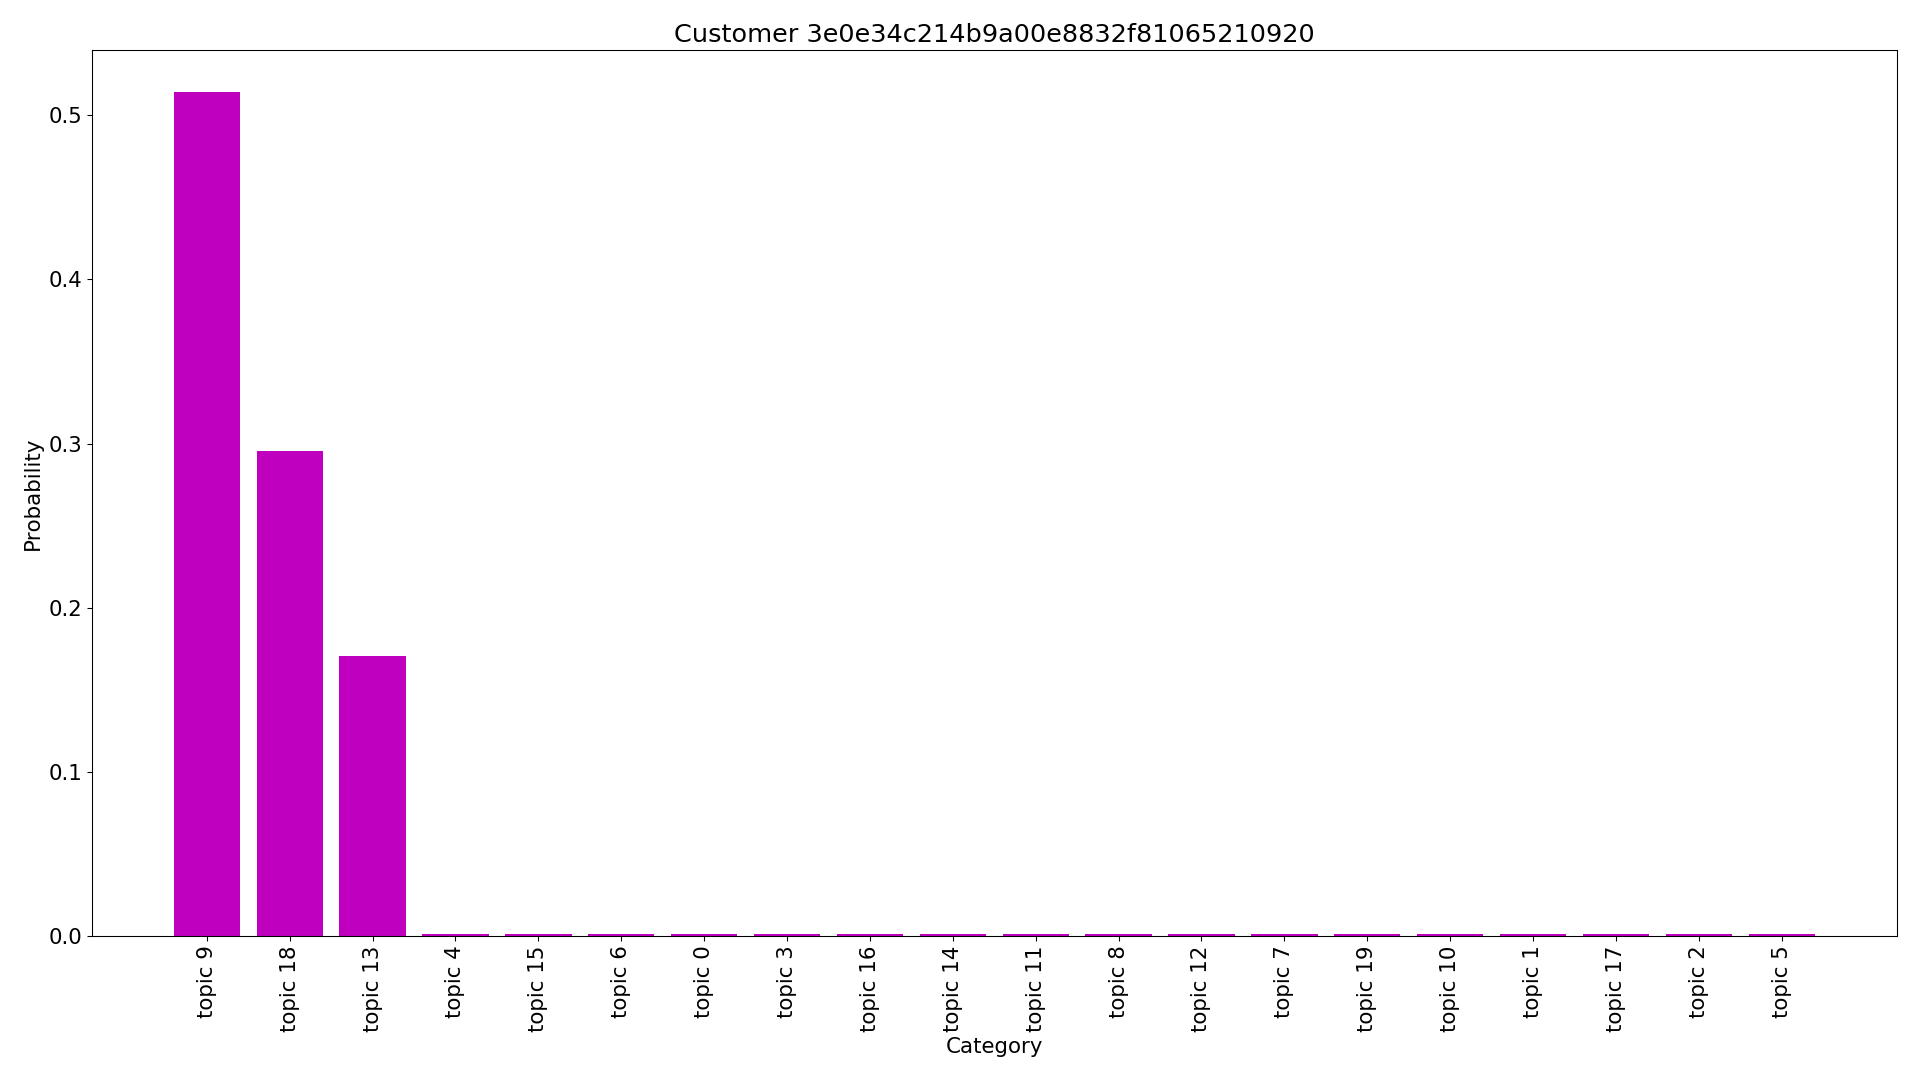 Customer 3e0e34c214b9a00e8832f81065210920
Probability
0.5
0.4
0.3
0.2
0.1
0.0
topic 9
topic 18
topic 13
topic 4
topic 15
topic 6
topic 0
topic 3
topic 16
topic 14
topic 11
topic 8
topic 12
topic 7
topic 19
topic 10
topic 1
topic 17
topic 2
topic 5
Category